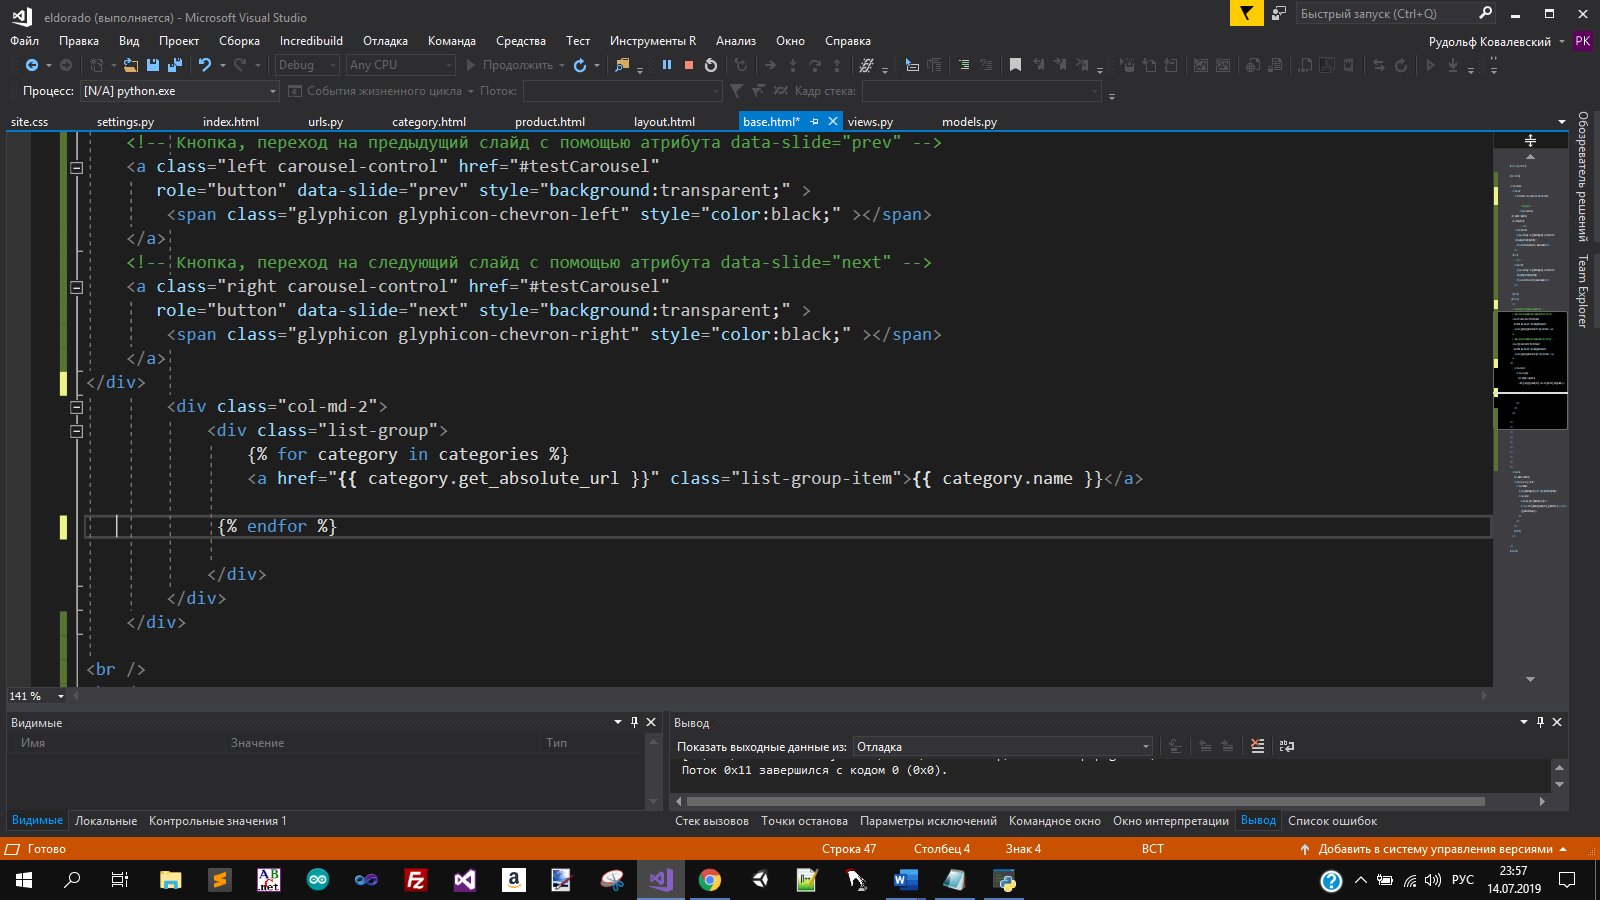 eldorado (выполняется) - Microsoft Visual Studio
Быстрый запуск (Ctrl+Q)
Файл Правка Вид Проект Сборка Incredibuild Отладка Команда Средства Тест Инструменты R Анализ Окно Справка
Рудольф Ковалевский РК
Debug Any CPU Продолжить
Процесс: [N/A] python.exe События жизненного цикла Поток: Кадр стека:
site.css settings.py index.html urls.py category.html product.html layout.html base.html* views.py models.py
<!-- Кнопка, переход на предыдущий слайд с помощью атрибута data-slide="prev" -->
<a class="left carousel-control" href="#testCarousel"
role="button" data-slide="prev" style="background:transparent;" >
<span class="glyphicon glyphicon-chevron-left" style="color:black;" ></span>
</a>
<!-- Кнопка, переход на следующий слайд с помощью атрибута data-slide="next" -->
<a class="right carousel-control" href="#testCarousel"
role="button" data-slide="next" style="background:transparent;" >
<span class="glyphicon glyphicon-chevron-right" style="color:black;" ></span>
</a>
</div>
<div class="col-md-2">
<div class="list-group">
{% for category in categories %}
<a href="{{ category.get_absolute_url }}" class="list-group-item">{{ category.name }}</a>
{% endfor %}
</div>
</div>
</div>
<br />
Обозреватель решений
Team Explorer
141 %
Видимые
Имя Значение Тип
Видимые Локальные Контрольные значения 1
Вывод
Показать выходные данные из: Отладка
Поток 0x11 завершился с кодом 0 (0x0).
Стек вызовов Точки останова Параметры исключений Командное окно Окно интерпретации Вывод Список ошибок
Готово Строка 47 Столбец 4 Знак 4 ВСТ Добавить в систему управления версиями
РУС
23:57
14.07.2019